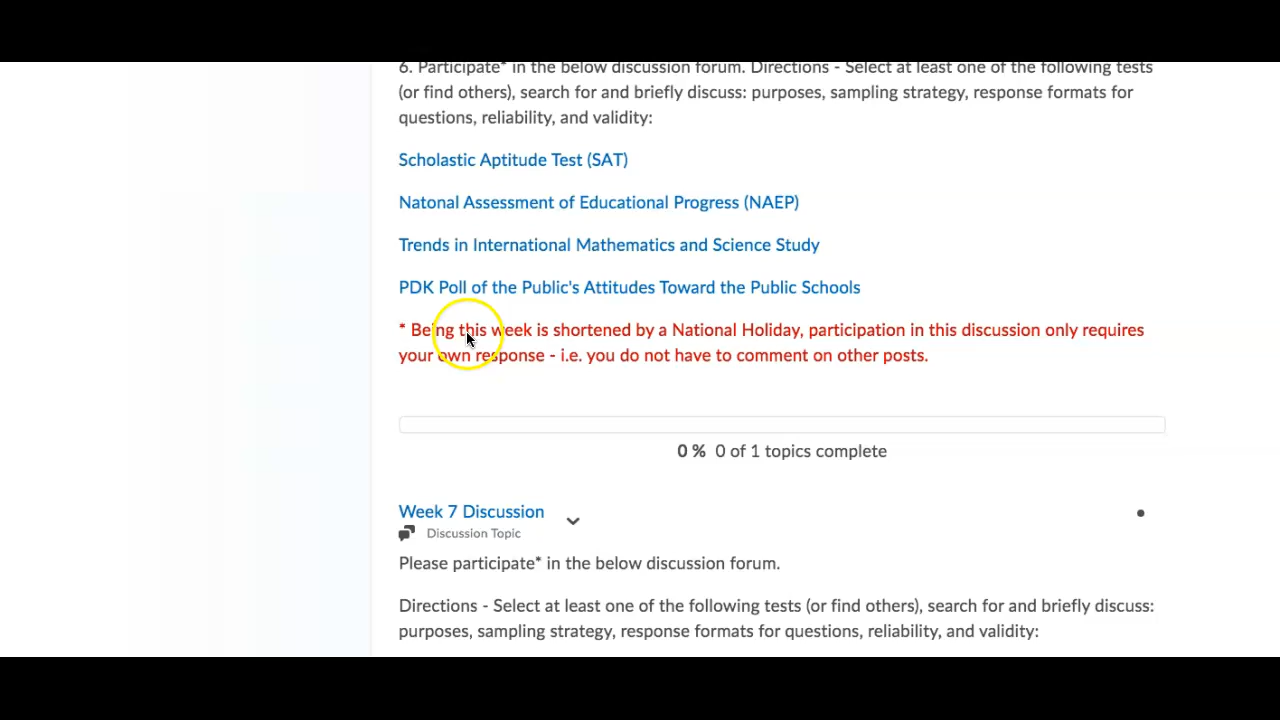 6. Participate* in the below discussion forum. Directions - Select at least one of the following tests
(or find others), search for and briefly discuss: purposes, sampling strategy, response formats for
questions, reliability, and validity:
Scholastic Aptitude Test (SAT)
Natonal Assessment of Educational Progress (NAEP)
Trends in International Mathematics and Science Study
PDK Poll of the Public's Attitudes Toward the Public Schools
* Being this week is shortened by a National Holiday, participation in this discussion only requires
your own response - i.e. you do not have to comment on other posts.
0 % 0 of 1 topics complete
Week 7 Discussion
Discussion Topic
Please participate* in the below discussion forum.
Directions - Select at least one of the following tests (or find others), search for and briefly discuss:
purposes, sampling strategy, response formats for questions, reliability, and validity: